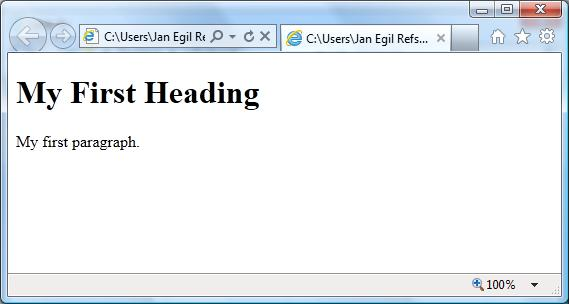 C:\Users\Jan Egil Re
C:\Users\Jan Egil Refs...
My First Heading
My first paragraph.
100%